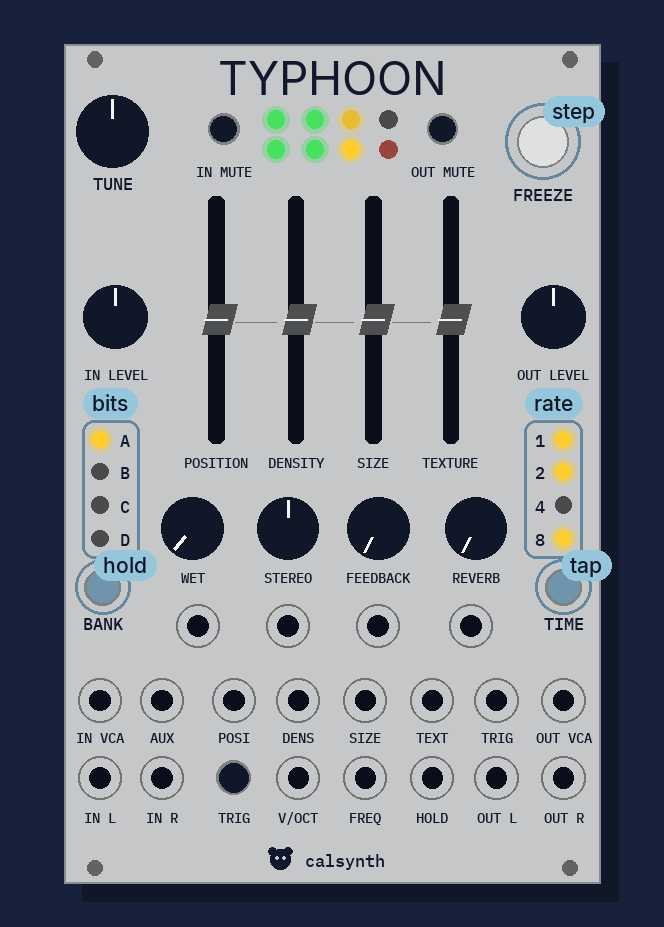 TYPHOON
step
TUNE
IN MUTE
OUT MUTE
FREEZE
IN LEVEL
OUT LEVEL
bits
rate
A
B
C
D
1
2
4
8
POSITION DENSITY SIZE TEXTURE
hold
tap
WET STEREO FEEDBACK REVERB
BANK
TIME
IN VCA AUX POSI DENS SIZE TEXT TRIG OUT VCA
IN L IN R TRIG V/OCT FREQ HOLD OUT L OUT R
calsynth